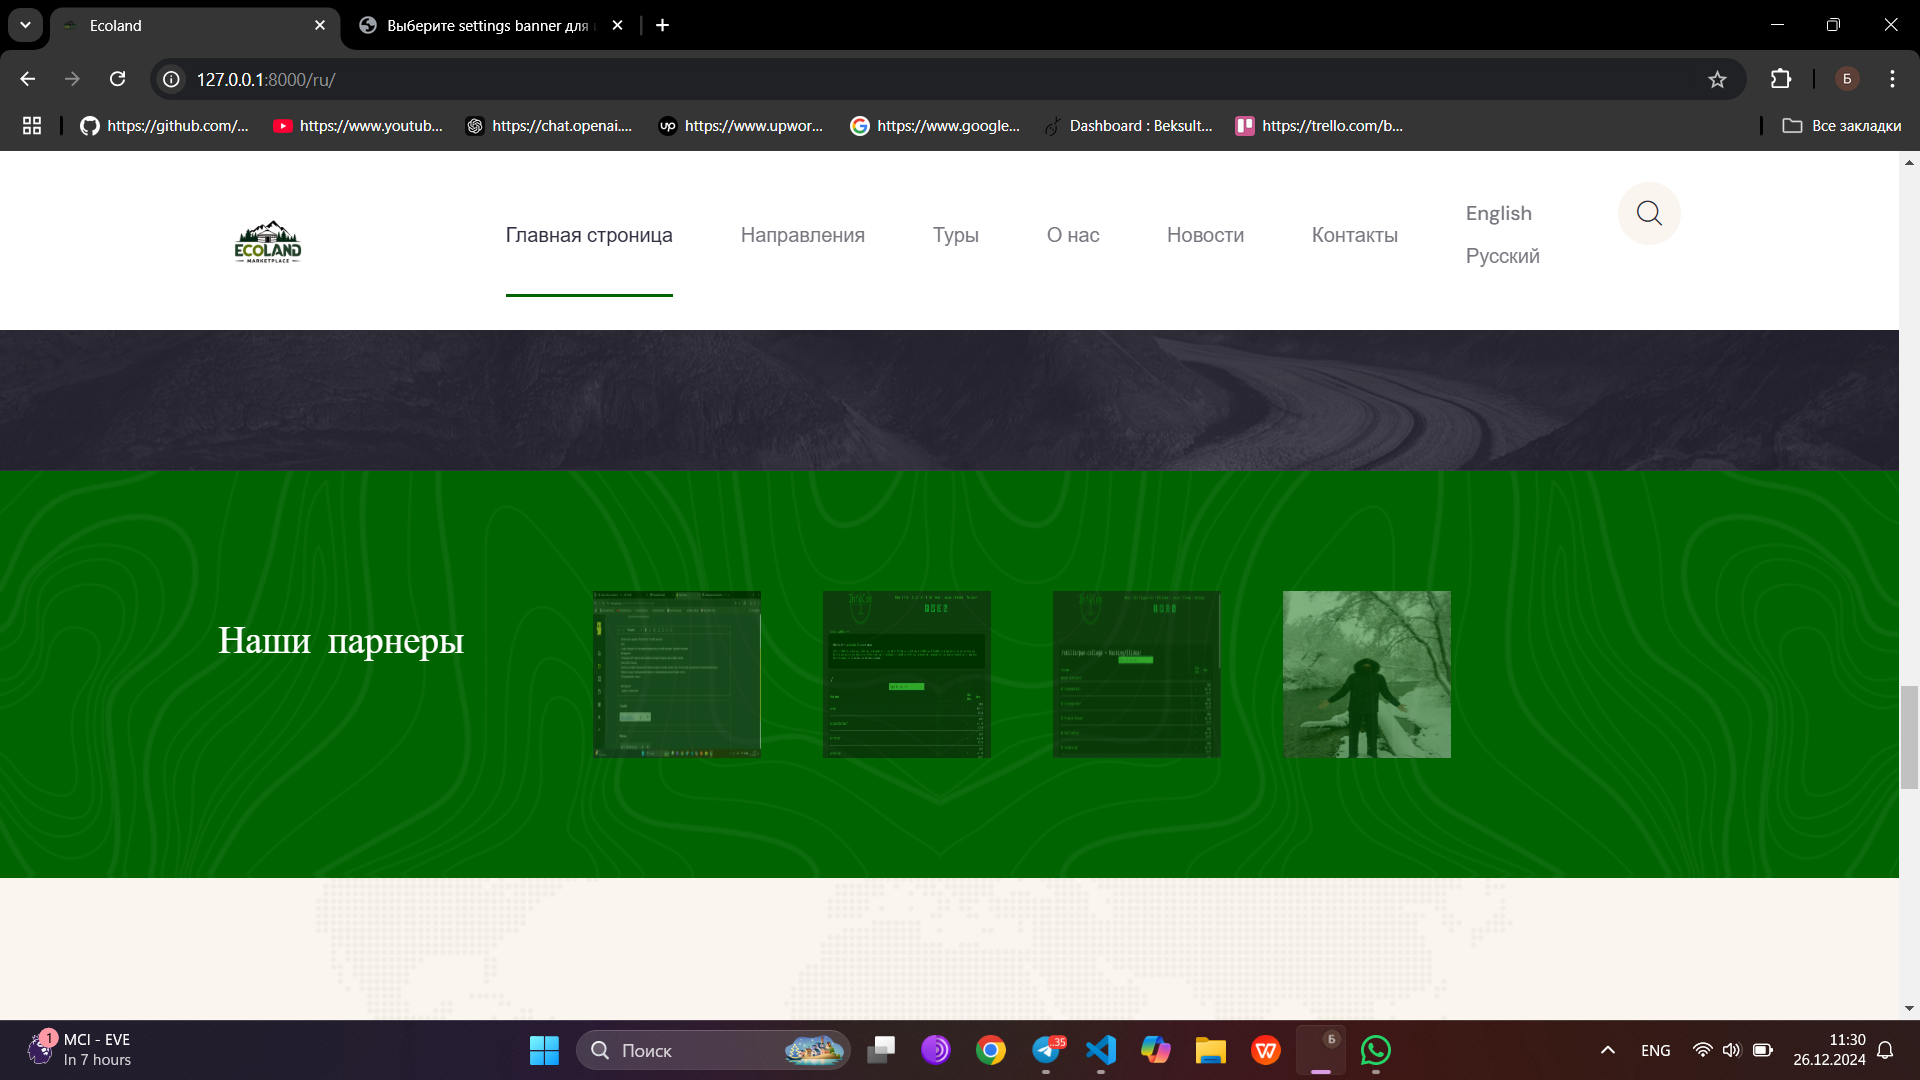 Ecoland
Выберите settings banner для
127.0.0.1:8000/ru/
Б
https://github.com/...
https://www.youtub...
https://chat.openai....
https://www.upwor...
https://www.google...
Dashboard : Beksult...
https://trello.com/b...
Все закладки
ECOLAND
MARKETPLACE
Главная строница
Направления
Туры
О нас
Новости
Контакты
English
Русский
Наши парнеры
1
MCI - EVE
In 7 hours
Поиск
..35
Б
ENG
11:30
26.12.2024